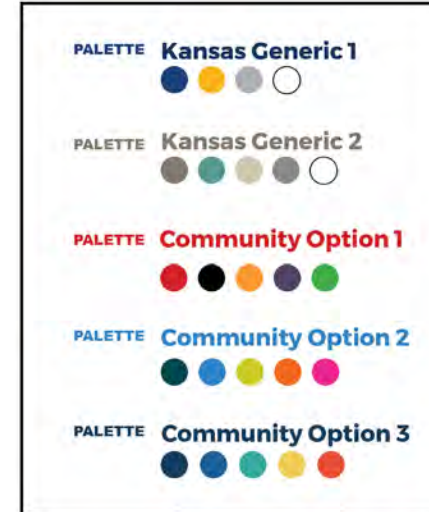 PALETTE Kansas Generic 1
PALETTE Kansas Generic 2
PALETTE Community Option 1
PALETTE Community Option 2
PALETTE Community Option 3